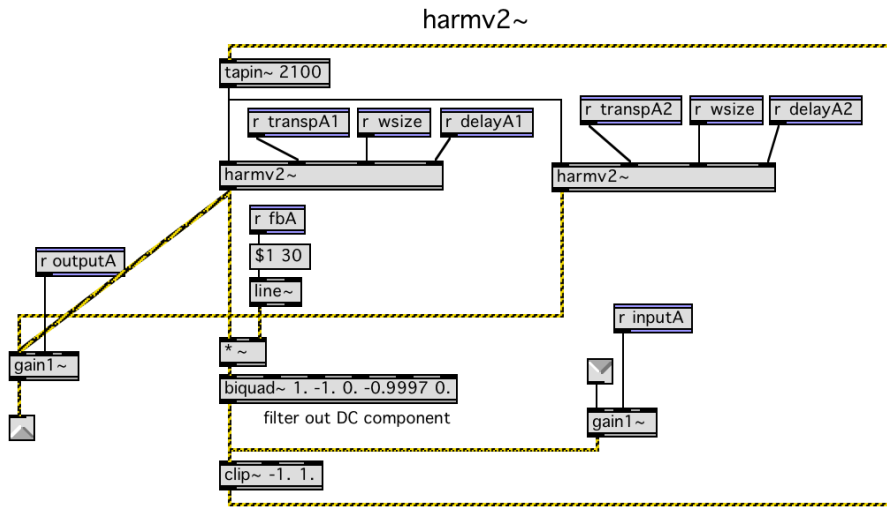 harmv2~
tapin~ 2100
r transpA1
r wsize
r delayA1
r transpA2
r wsize
r delayA2
harmv2~
harmv2~
r fbA
$1 30
r outputA
line~
r inputA
*~
gain1~
biquad~ 1. -1. 0. -0.9997 0.
filter out DC component
gain1~
clip~ -1. 1.